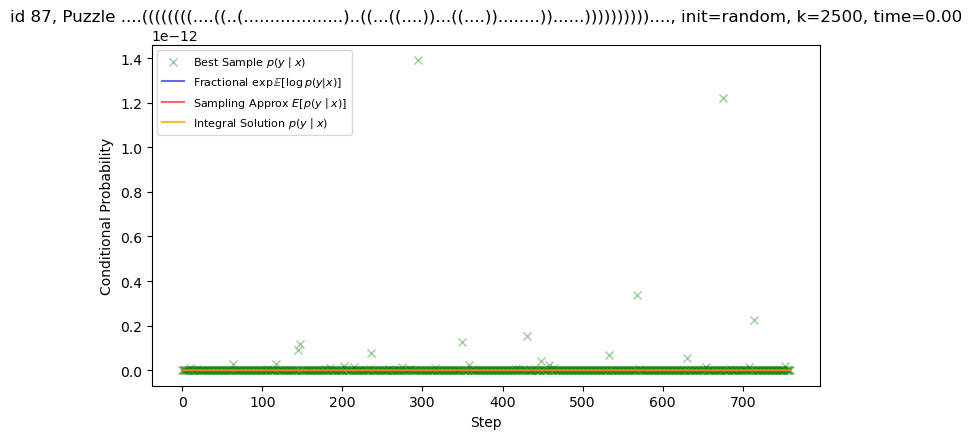 id 87, Puzzle ....((((((((....((..(...................)..((...((....))...((....))........))......))))))))))...., init=random, k=2500, time=0.00
1e−12
1.4
1.2
1.0
0.8
0.6
0.4
0.2
0.0
Conditional Probability
Best Sample p(y | x)
Fractional exp𝔼[log p(y|x)]
Sampling Approx E[p(y | x)]
Integral Solution p(y | x)
0 100 200 300 400 500 600 700
Step